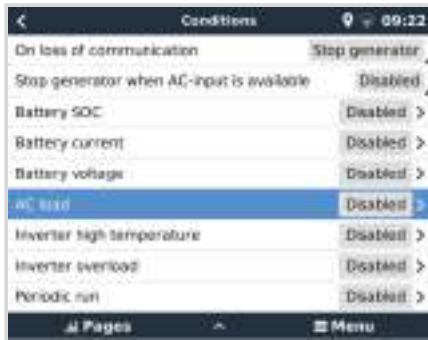 Conditions 09:22
On loss of communication Stop generator
Stop generator when AC-input is available Disabled
Battery SOC Disabled
Battery current Disabled
Battery voltage Disabled
AC load Disabled
Inverter high temperature Disabled
Inverter overload Disabled
Periodic run Disabled
Pages Menu